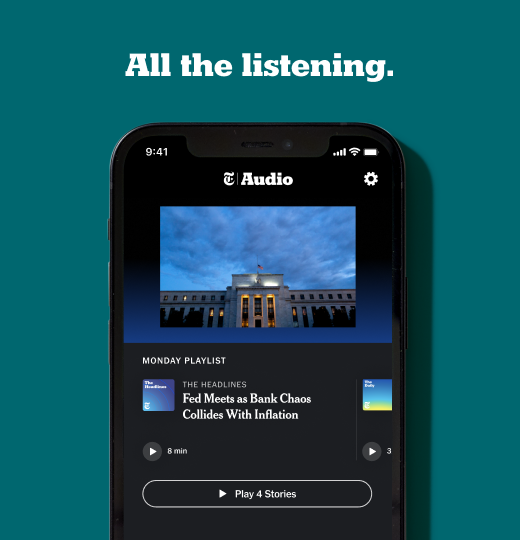 All the listening.
9:41
T | Audio
MONDAY PLAYLIST
The
Headlines
T
THE HEADLINES
Fed Meets as Bank Chaos
Collides With Inflation
The
Daily
8 min
3
Play 4 Stories